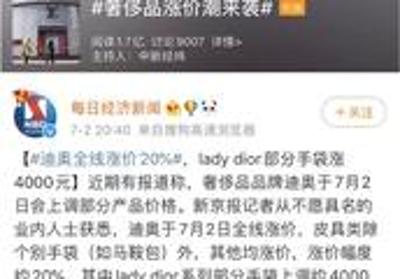 #奢侈品涨价潮来袭#
阅读1.7亿 讨论9007 详情>
主持人：中新经纬
每日经济新闻
+关注
7-2 20:40 来自搜狗高速浏览器
【#迪奥全线涨价20%#，lady dior部分手袋涨
4000元】近期有报道称，奢侈品品牌迪奥于7月2
日会上调部分产品价格。新京报记者从不愿具名的
业内人士获悉，迪奥于7月2日全线涨价，皮具类除
个别手袋（如马鞍包）外，其他均涨价，涨价幅度
约20%，其中lady dior系列部分手袋上调约4000